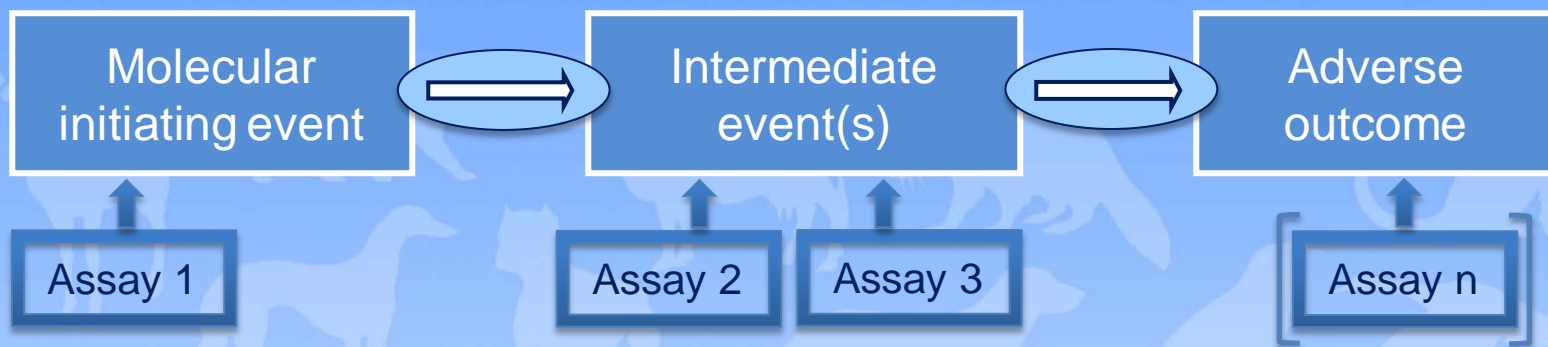 Molecular
initiating event
Intermediate
event(s)
Adverse
outcome
Assay 1
Assay 2
Assay 3
Assay n